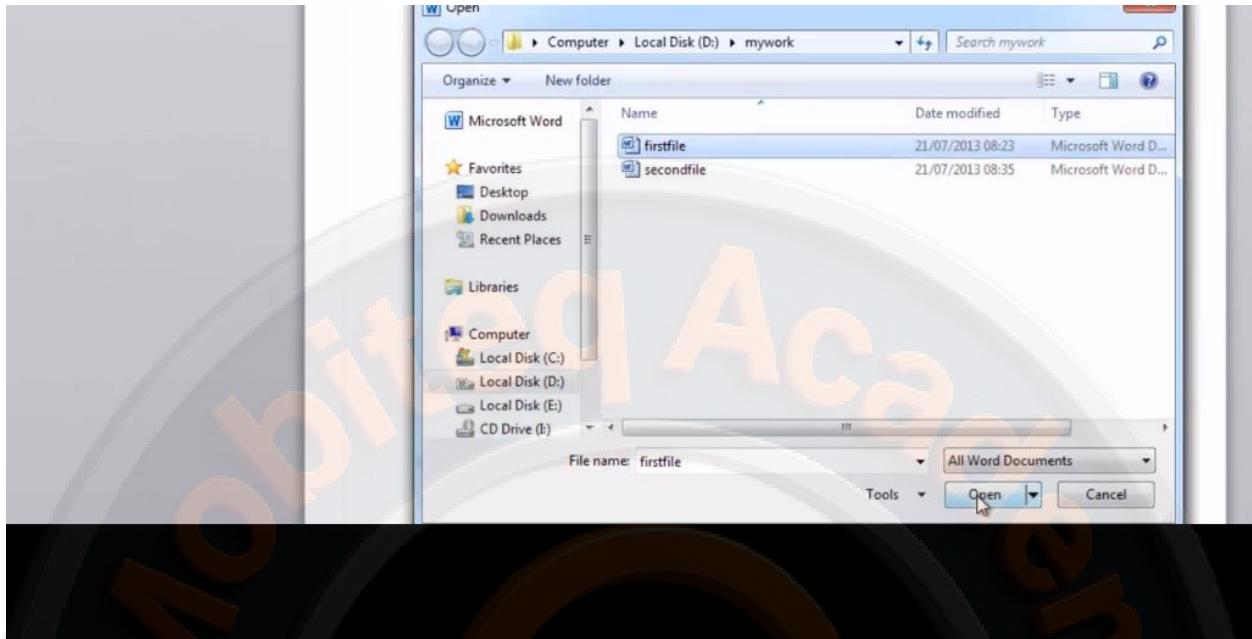 W Open
Computer ▸ Local Disk (D:) ▸ mywork
Search mywork
Organize
New folder
Name
Date modified
Type
Microsoft Word
Favorites
Desktop
Downloads
Recent Places
Libraries
Computer
Local Disk (C:)
Local Disk (D:)
Local Disk (E:)
CD Drive (I:)
firstfile 21/07/2013 08:23 Microsoft Word D...
secondfile 21/07/2013 08:35 Microsoft Word D...
File name: firstfile
All Word Documents
Tools
Open
Cancel
Mobiteq Academ